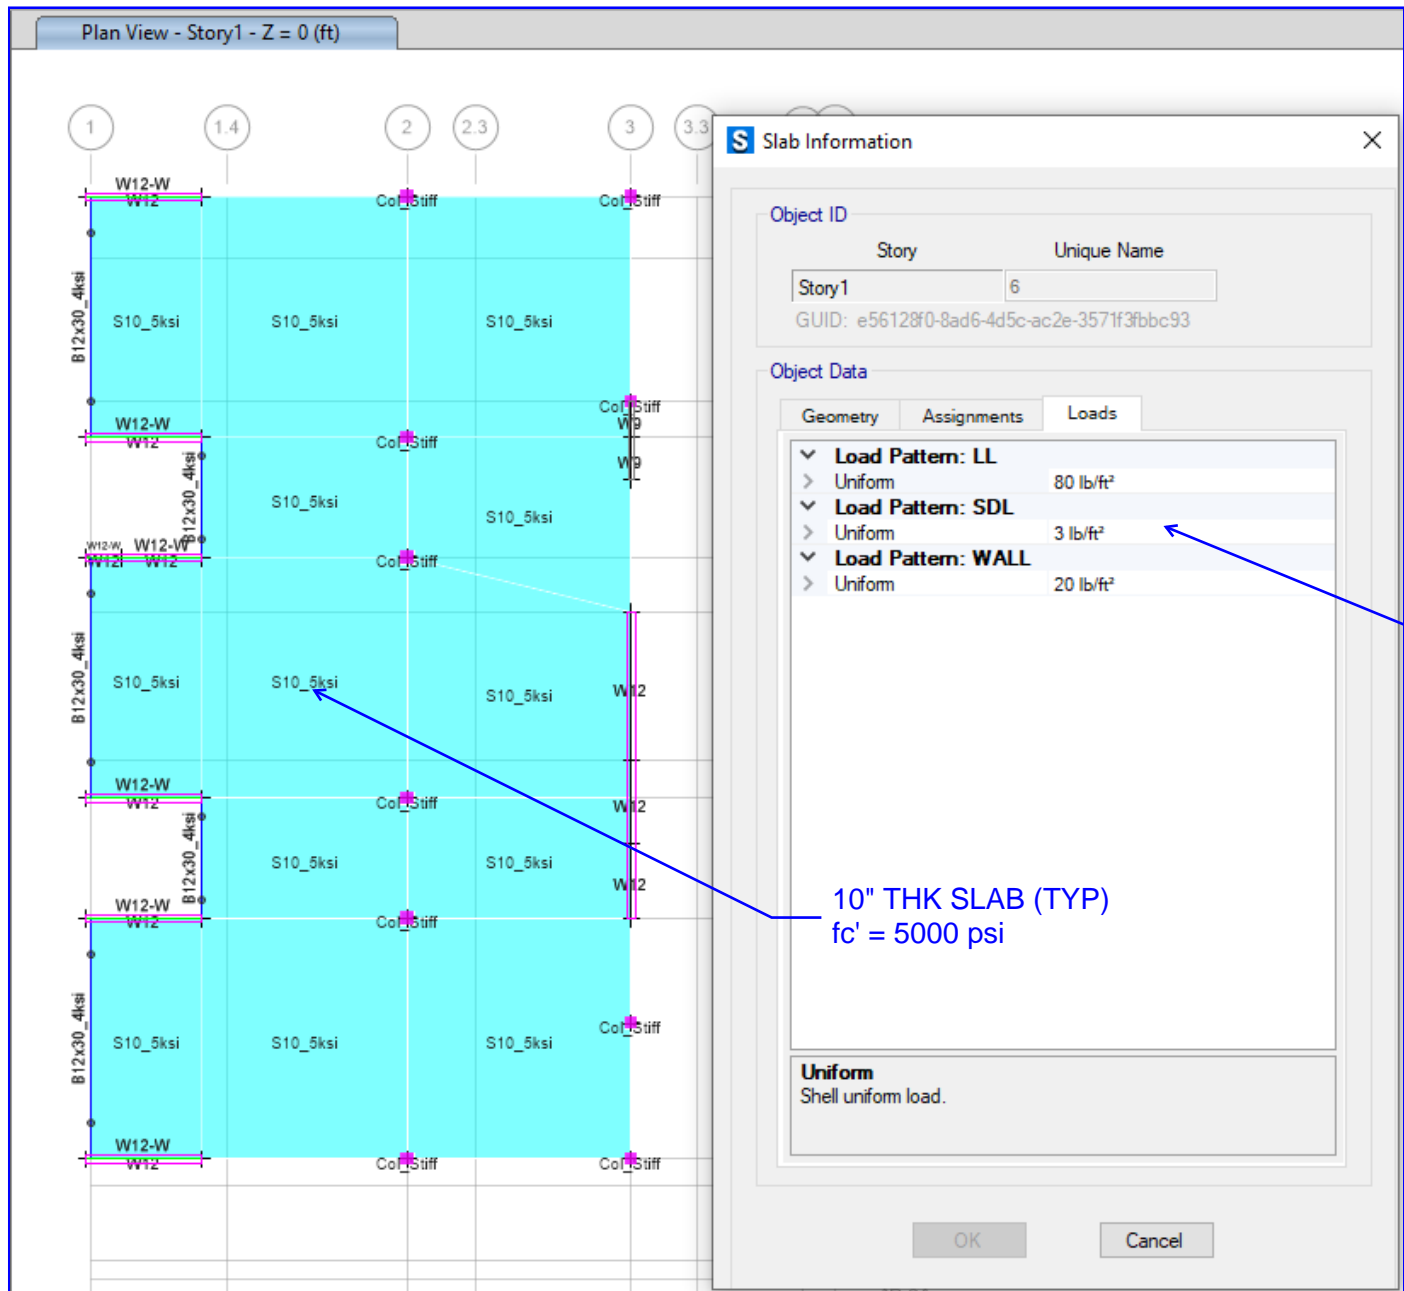 Plan View - Story1 - Z = 0 (ft)
1
1.4
2
2.3
3
3.3
W12-W
W12
Col_Stiff
Col_Stiff
B12x30_4ksi
S10_5ksi
S10_5ksi
S10_5ksi
Col_Stiff
W9
W12-W
W12
Col_Stiff
W9
B12x30_4ksi
S10_5ksi
S10_5ksi
W12-W
W12-W
W12
W12
Col_Stiff
B12x30_4ksi
S10_5ksi
S10_5ksi
S10_5ksi
W12
W12-W
W12
Col_Stiff
W12
B12x30_4ksi
S10_5ksi
S10_5ksi
W12
W12-W
W12
Col_Stiff
B12x30_4ksi
S10_5ksi
S10_5ksi
S10_5ksi
Col_Stiff
W12-W
W12
Col_Stiff
Col_Stiff
10" THK SLAB (TYP)
fc' = 5000 psi
S Slab Information
Object ID
Story Unique Name
Story1 6
GUID: e56128f0-8ad6-4d5c-ac2e-3571f3fbbc93
Object Data
Geometry Assignments Loads
Load Pattern: LL
Uniform 80 lb/ft²
Load Pattern: SDL
Uniform 3 lb/ft²
Load Pattern: WALL
Uniform 20 lb/ft²
Uniform
Shell uniform load.
OK Cancel